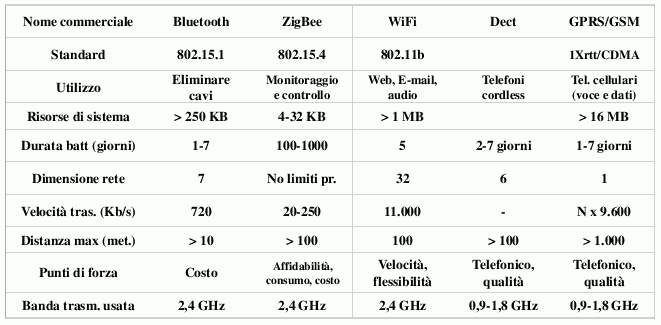 Nome commerciale Bluetooth ZigBee WiFi Dect GPRS/GSM
Standard 802.15.1 802.15.4 802.11b 1Xrtt/CDMA
Utilizzo Eliminare cavi Monitoraggio e controllo Web, E-mail, audio Telefoni cordless Tel. cellulari (voce e dati)
Risorse di sistema > 250 KB 4-32 KB > 1 MB > 16 MB
Durata batt (giorni) 1-7 100-1000 5 2-7 giorni 1-7 giorni
Dimensione rete 7 No limiti pr. 32 6 1
Velocità tras. (Kb/s) 720 20-250 11.000 - N x 9.600
Distanza max (met.) > 10 > 100 100 > 100 > 1.000
Punti di forza Costo Affidabilità, consumo, costo Velocità, flessibilità Telefonico, qualità Telefonico, qualità
Banda trasm. usata 2,4 GHz 2,4 GHz 2,4 GHz 0,9-1,8 GHz 0,9-1,8 GHz